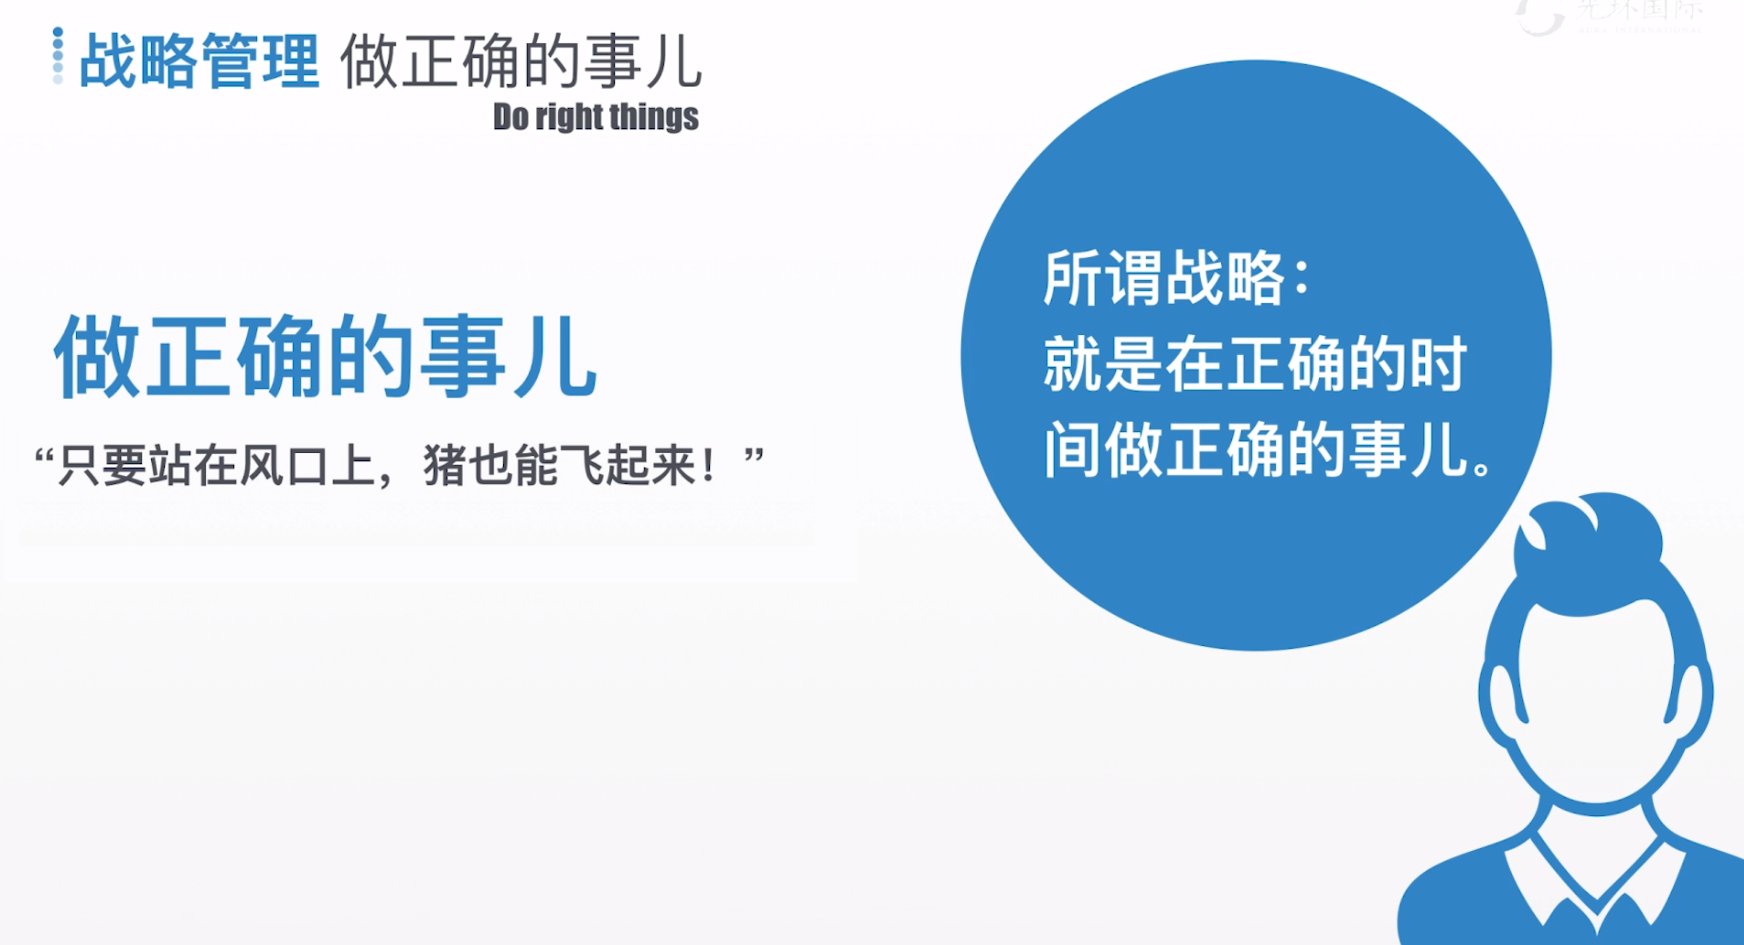 战略管理 做正确的事儿
Do right things
做正确的事儿
“只要站在风口上，猪也能飞起来！”
所谓战略：
就是在正确的时
间做正确的事儿。
光环国际